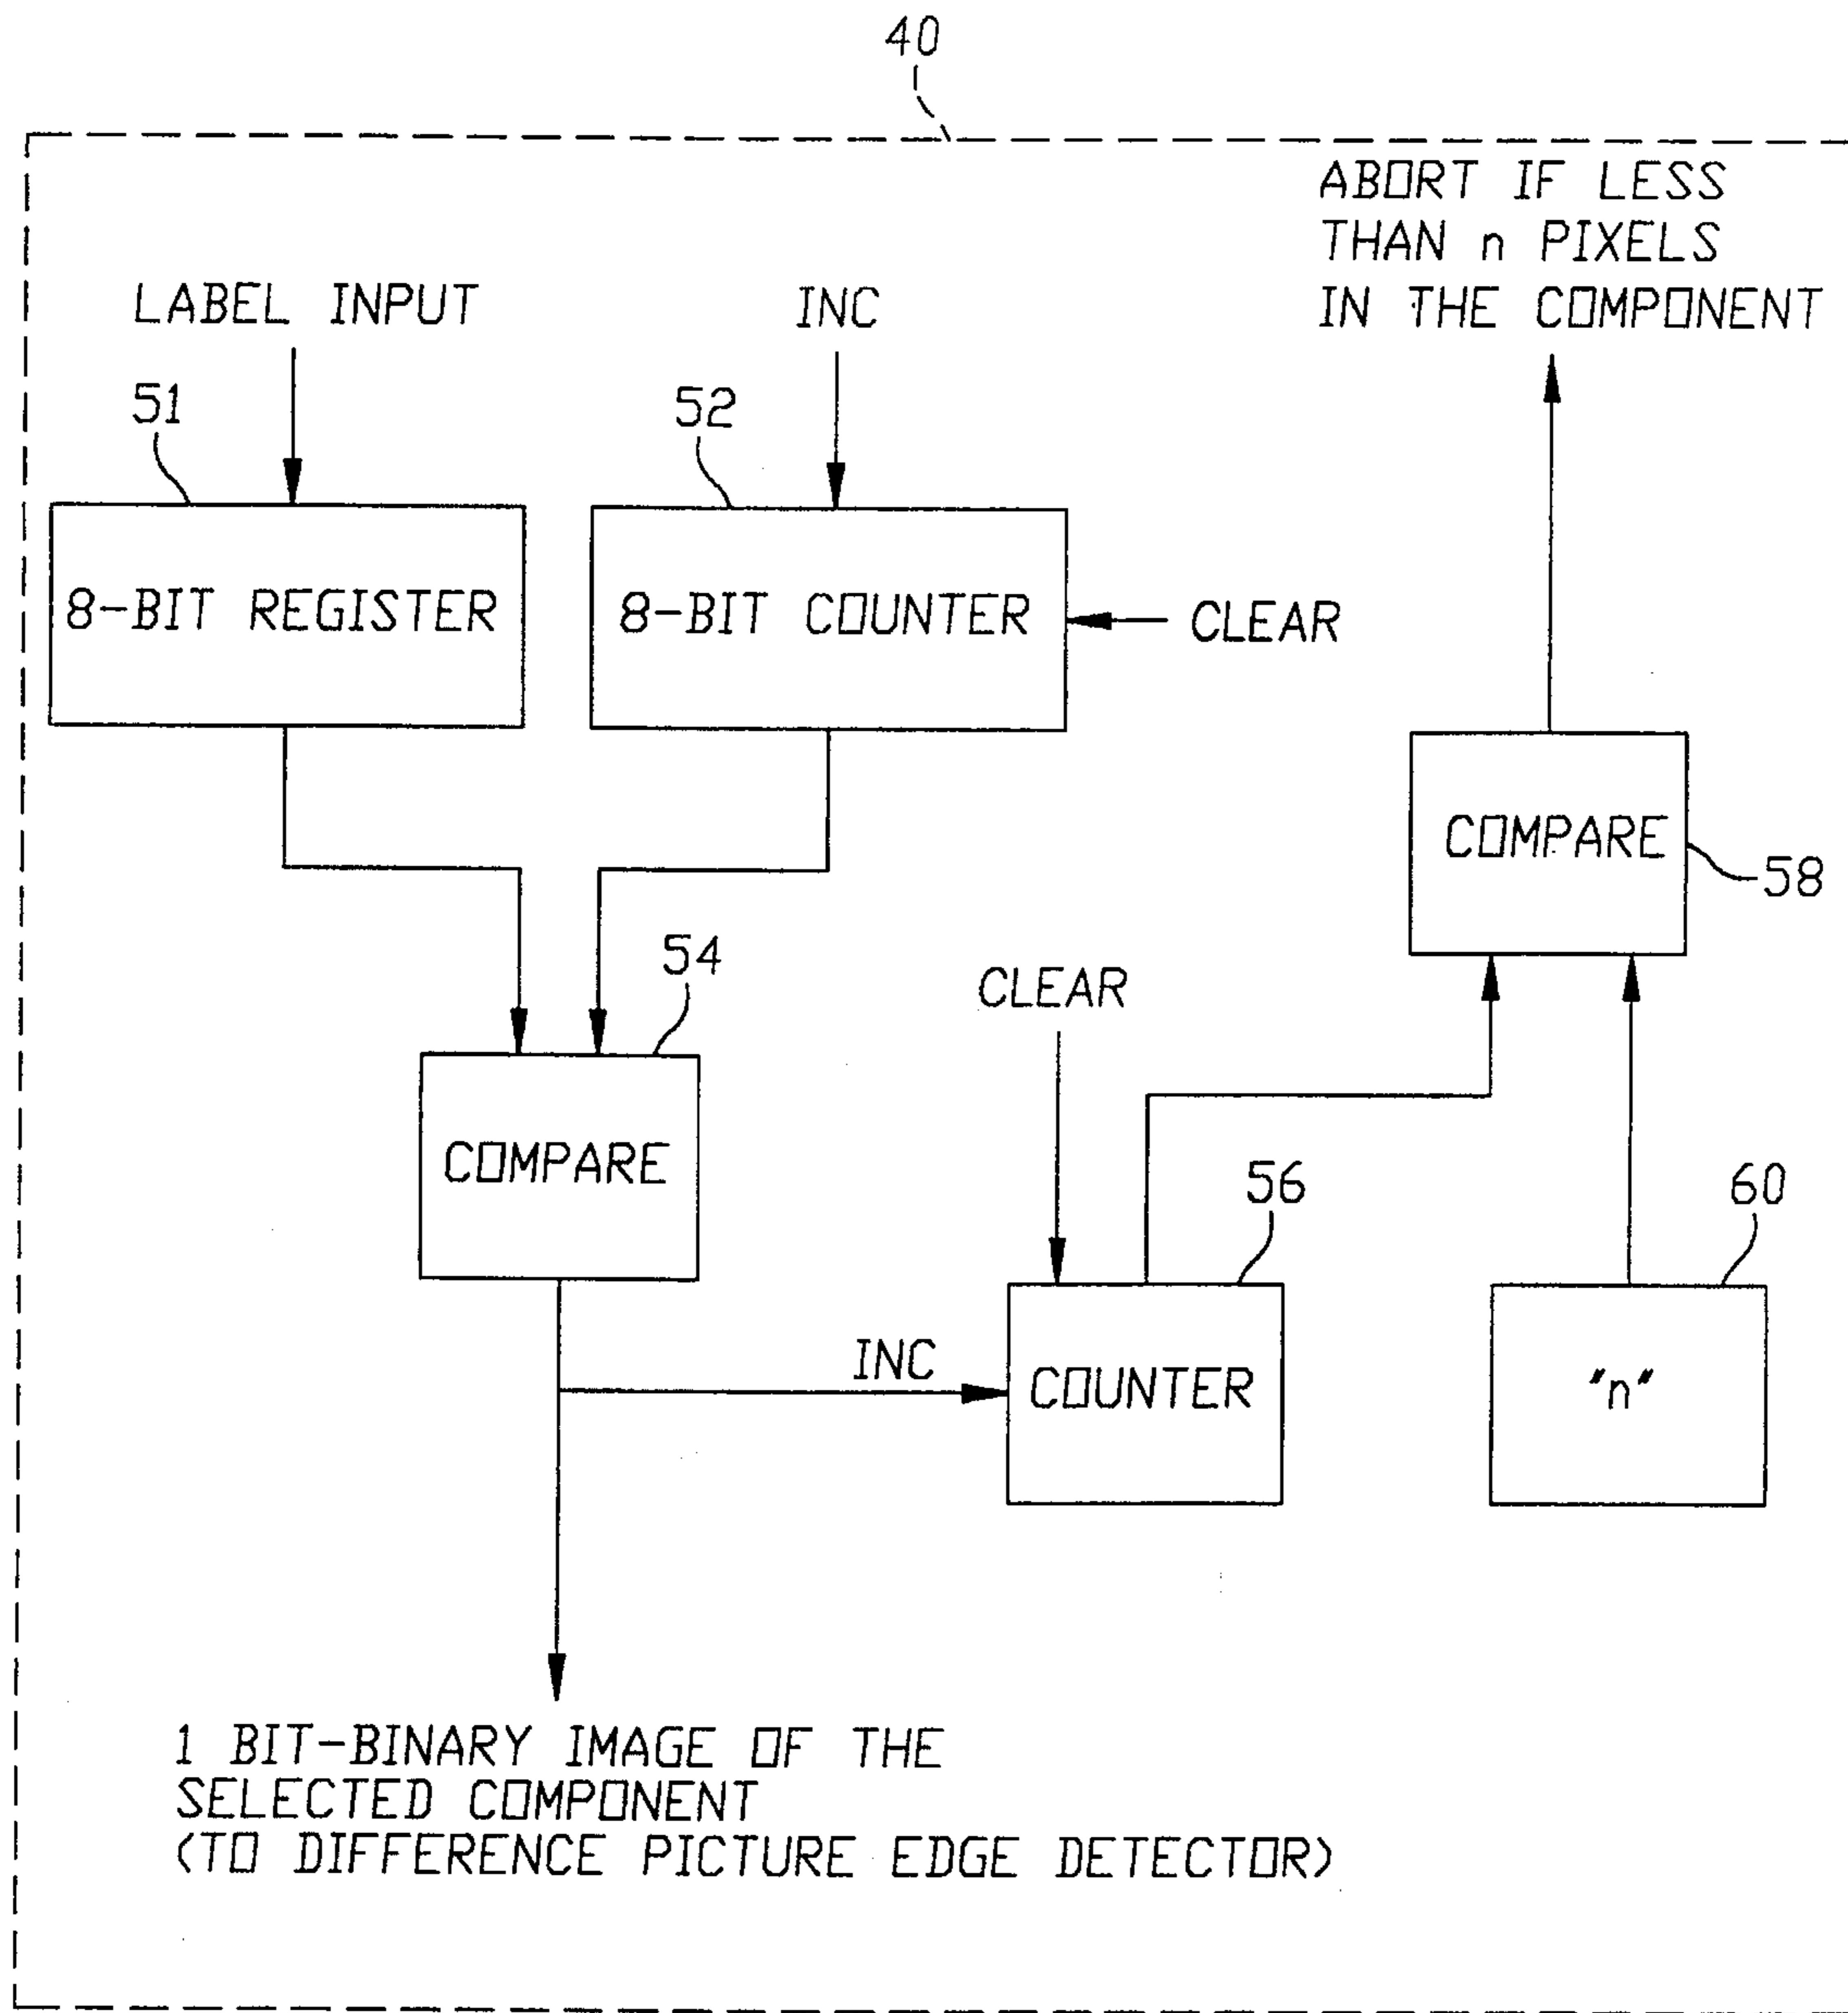 40
ABORT IF LESS
THAN n PIXELS
IN THE COMPONENT
LABEL INPUT
INC
51
52
8-BIT REGISTER
8-BIT COUNTER
CLEAR
COMPARE
58
54
CLEAR
COMPARE
56
60
INC
COUNTER
"n"
1 BIT-BINARY IMAGE OF THE
SELECTED COMPONENT
(TO DIFFERENCE PICTURE EDGE DETECTOR)